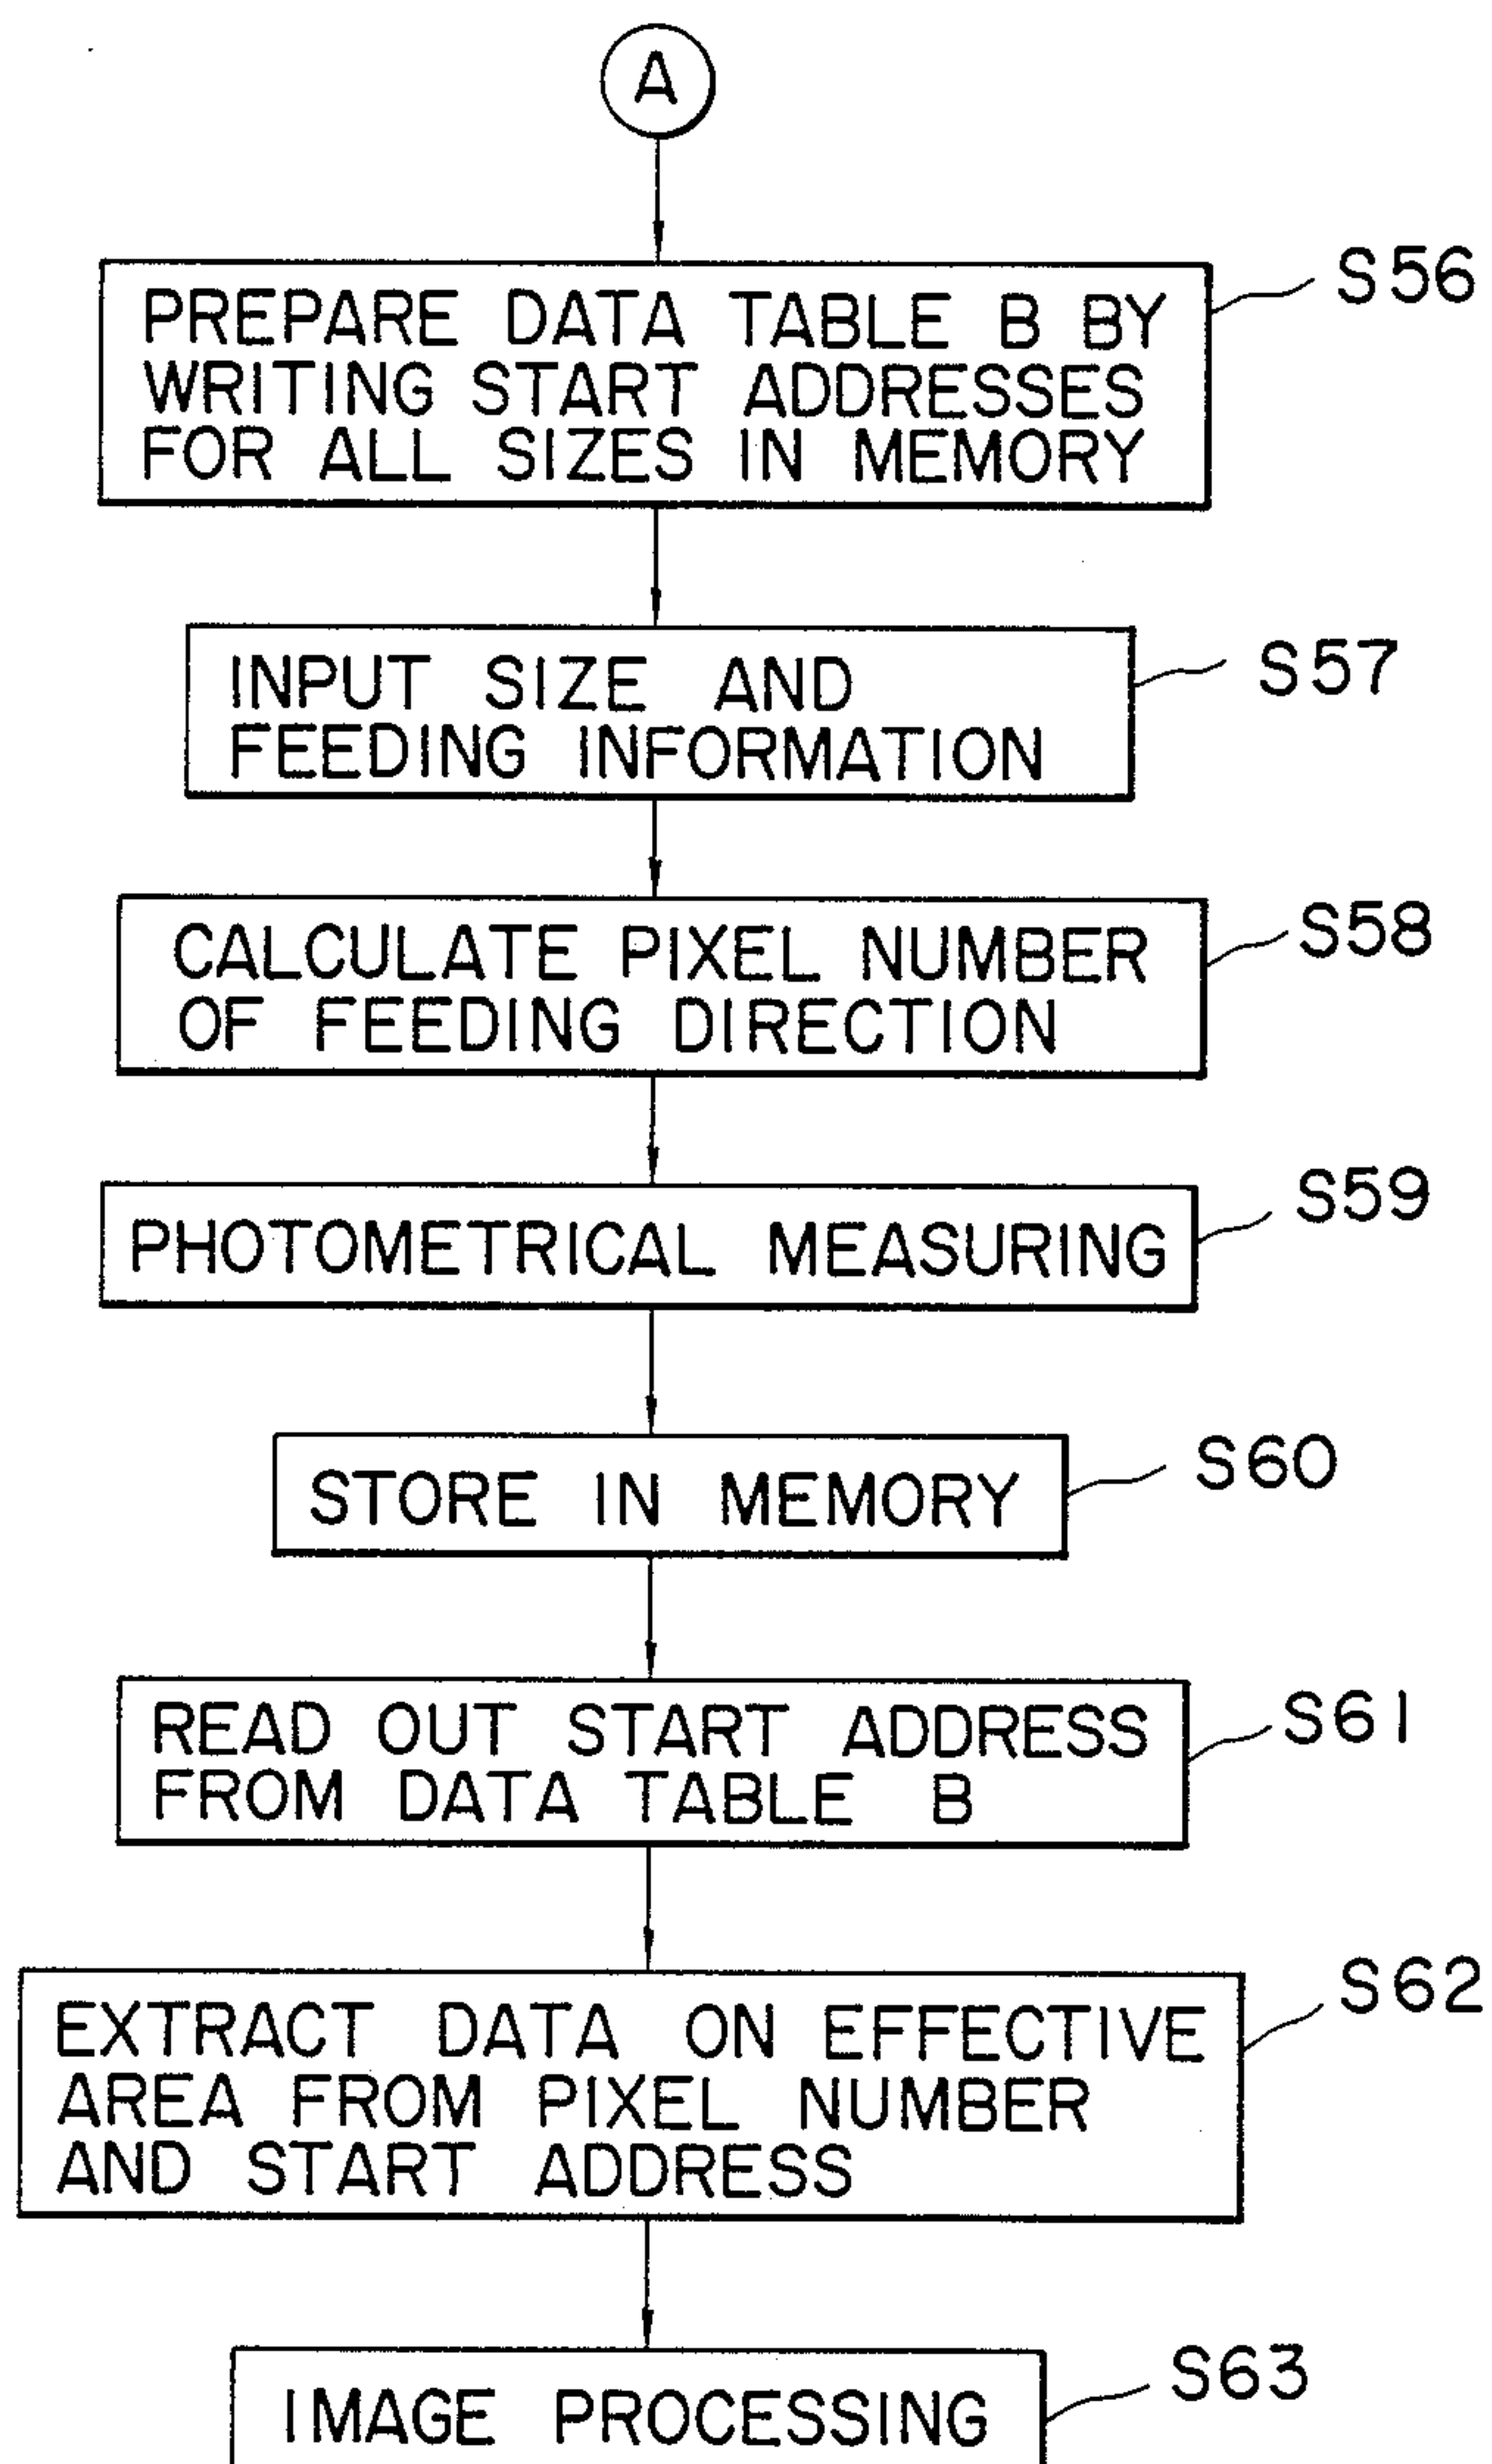 A
PREPARE DATA TABLE B BY
WRITING START ADDRESSES
FOR ALL SIZES IN MEMORY
S56
INPUT SIZE AND
FEEDING INFORMATION
S57
CALCULATE PIXEL NUMBER
OF FEEDING DIRECTION
S58
PHOTOMETRICAL MEASURING
S59
STORE IN MEMORY
S60
READ OUT START ADDRESS
FROM DATA TABLE B
S61
EXTRACT DATA ON EFFECTIVE
AREA FROM PIXEL NUMBER
AND START ADDRESS
S62
IMAGE PROCESSING
S63